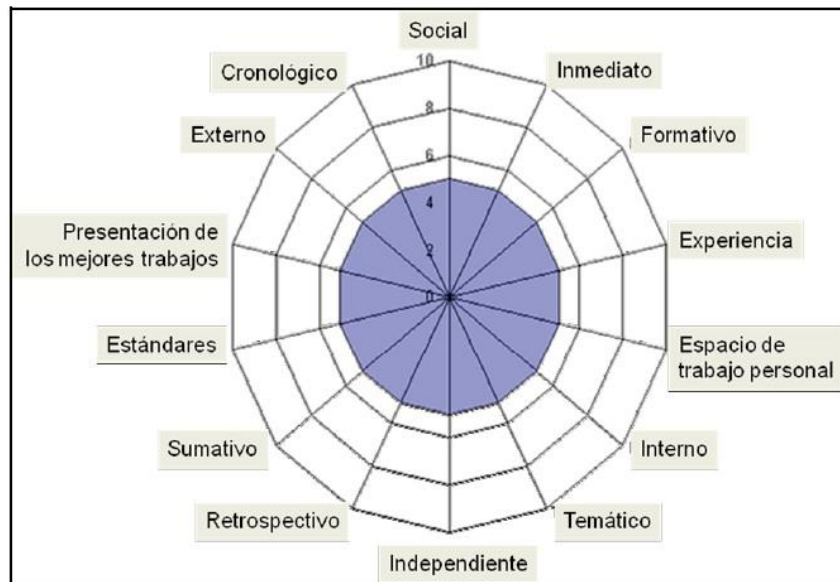 Social
10
Cronológico
Inmediato
8
Externo
Formativo
6
4
Presentación de
los mejores trabajos
Experiencia
2
0
Estándares
Espacio de
trabajo personal
Sumativo
Interno
Retrospectivo
Temático
Independiente